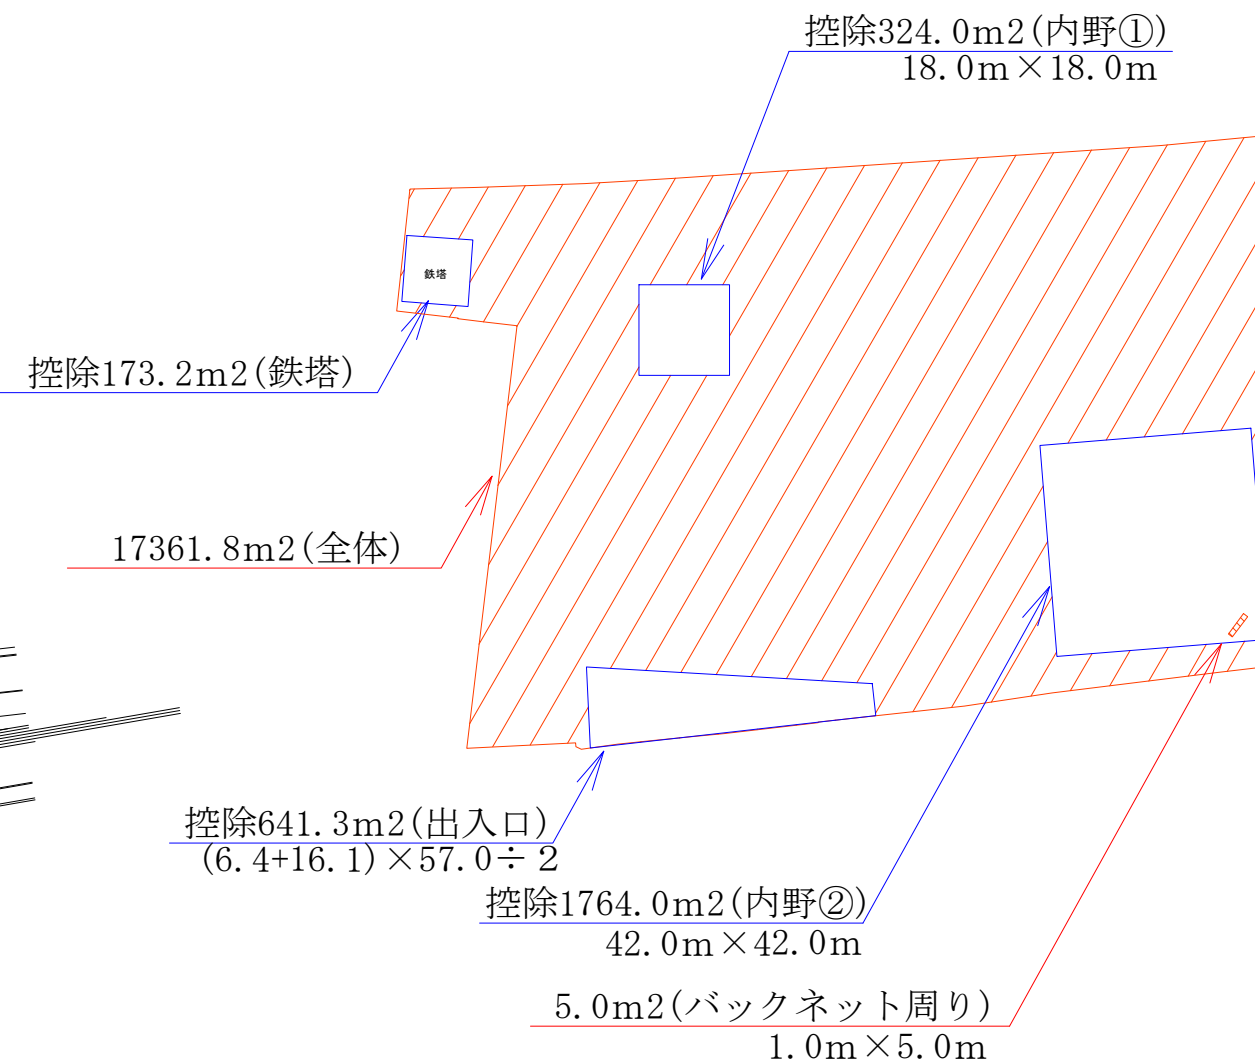 控除324.0m2(内野①)
18.0m×18.0m
鉄塔
控除173.2m2(鉄塔)
17361.8m2(全体)
控除641.3m2(出入口)
(6.4+16.1)×57.0÷２
控除1764.0m2(内野②)
42.0m×42.0m
5.0m2(バックネット周り)
1.0m×5.0m